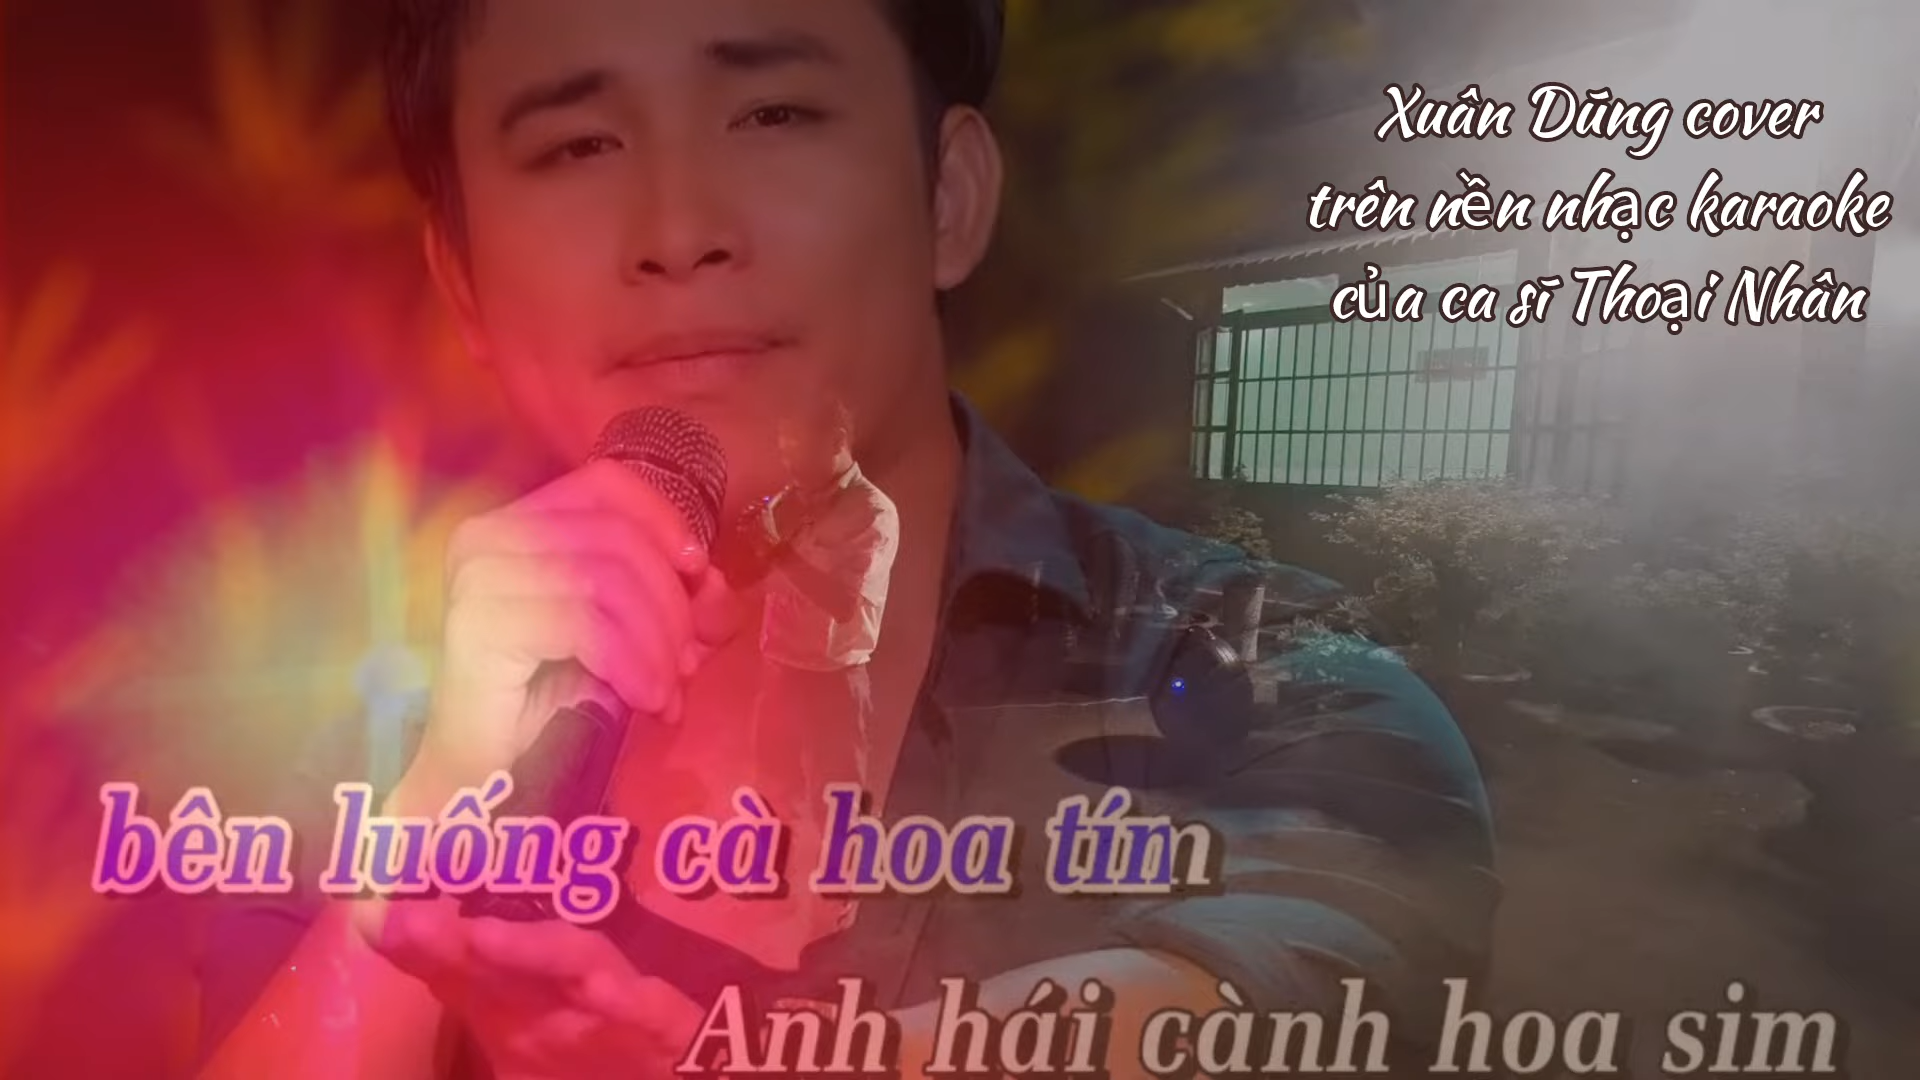 Xuân Dũng cover
trên nền nhạc karaoke
của ca sĩ Thoại Nhân
bên luống cà hoa tím
Anh hái cành hoa sim